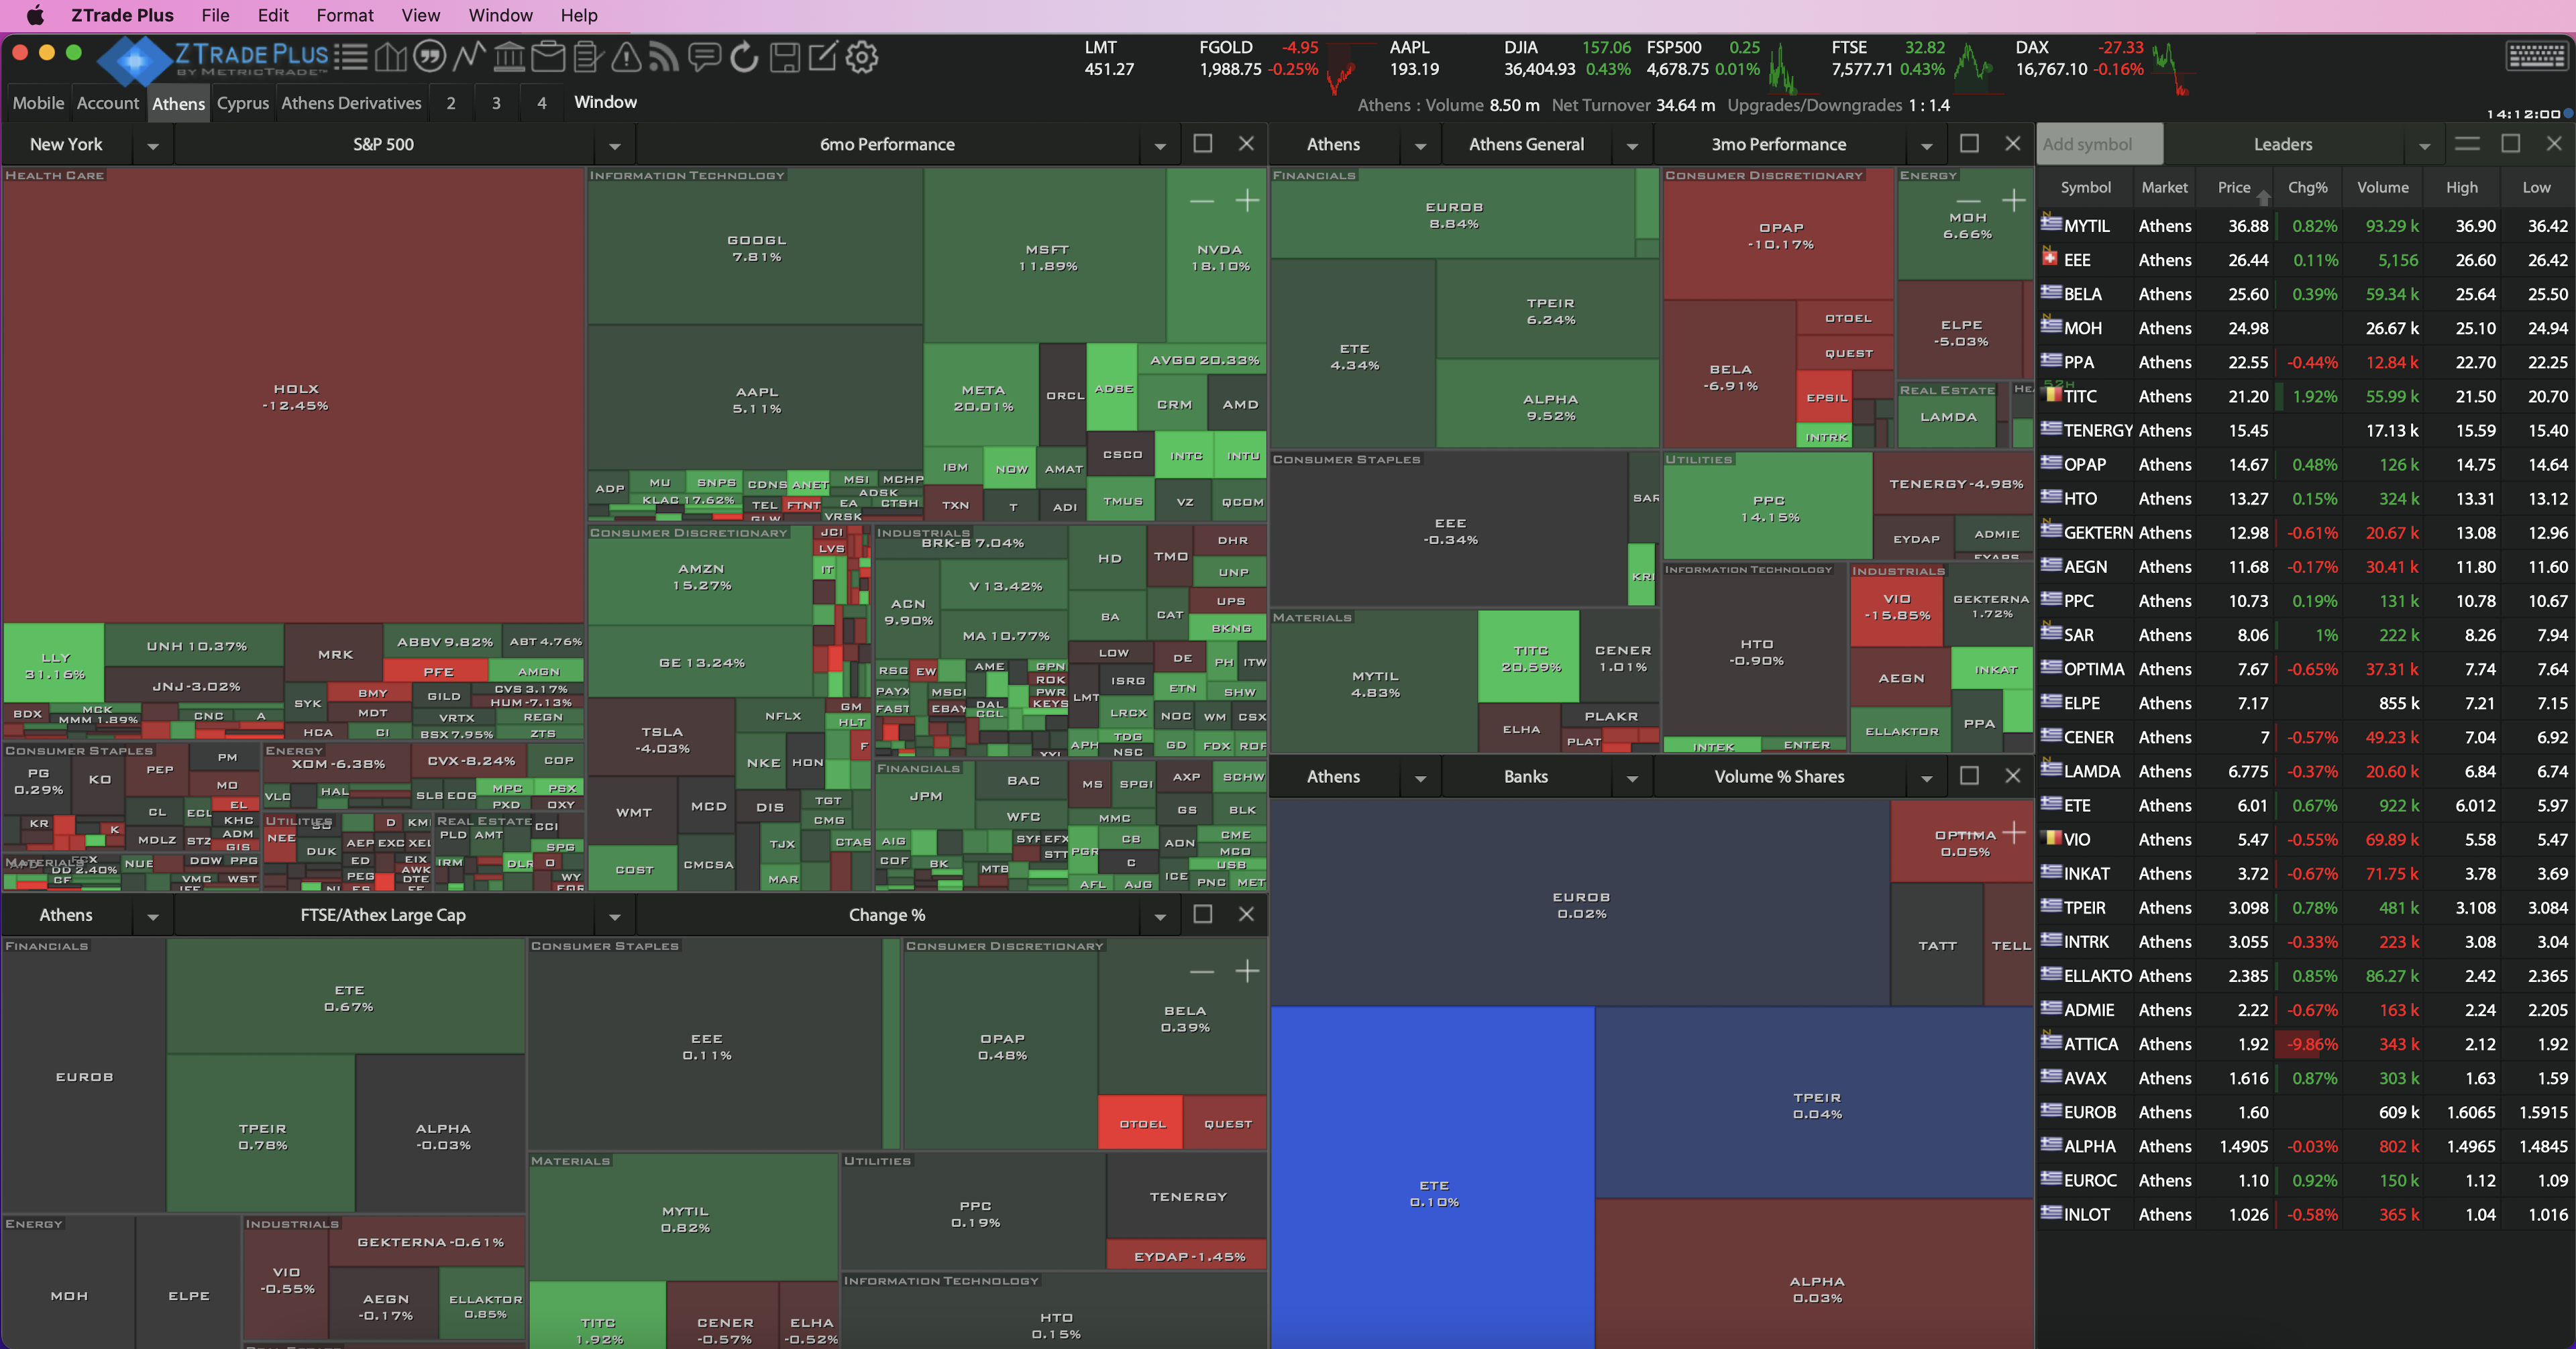 ZTrade Plus File Edit Format View Window Help
ZTRADE PLUS
BY METRICTRADE™
LMT 451.27
FGOLD -4.95 1,988.75 -0.25%
AAPL 193.19
DJIA 157.06 36,404.93 0.43%
FSP500 0.25 4,678.75 0.01%
FTSE 32.82 7,577.71 0.43%
DAX -27.33 16,767.10 -0.16%
Mobile Account Athens Cyprus Athens Derivatives 2 3 4 Window
Athens : Volume 8.50 m Net Turnover 34.64 m Upgrades/Downgrades 1 : 1.4
14:12:00
New York S&P 500 6mo Performance
HEALTH CARE
HOLX
-12.45%
LLY
31.16%
UNH 10.37%
JNJ -3.02%
MRK
ABBV 9.82%
ABT 4.76%
PFE
AMGN
SYK
BMY
GILD
CVS 3.17%
HUM -7.13%
BDX
MCK
MMM 1.89%
CNC
A
MDT
VRTX
REGN
HCA
CI
BSX 7.95%
ZTS
INFORMATION TECHNOLOGY
GOOGL
7.81%
MSFT
11.89%
NVDA
18.10%
AAPL
5.11%
META
20.01%
ORCL
ADBE
AVGO 20.33%
CRM
AMD
IBM
NOW
AMAT
CSCO
INTC
INTU
TXN
T
ADI
TMUS
VZ
QCOM
ADP
MU
SNPS
CDNS
ANET
MSI
MCHP
ADSK
KLAC 17.62%
TEL
FTNT
EA
CTSH
GLW
VRSK
CONSUMER DISCRETIONARY
AMZN
15.27%
GE 13.24%
TSLA
-4.03%
NFLX
NKE
HON
WMT
MCD
DIS
TGT
CMG
COST
CMCSA
TJX
CTAS
MAR
JCI
LVS
IT
GM
HLT
F
INDUSTRIALS
BRK-B 7.04%
ACN
9.90%
V 13.42%
MA 10.77%
HD
TMO
DHR
UNP
BA
CAT
UPS
BKNG
LOW
DE
PH
ITW
RSG
EW
AME
GPN
ROK
PAYX
MSCI
PWR
FAST
EBAY
DAL
CCL
KEYS
LMT
ISRG
ETN
SHW
LRCX
NOC
WM
CSX
APH
TDG
NSC
GD
FDX
ROP
XYL
FINANCIALS
JPM
BAC
WFC
MS
SPGI
AXP
SCHW
GS
BLK
MMC
AIG
SYF
EFX
STT
PGR
CB
AON
CME
MCO
COF
BK
MTB
C
USB
AFL
AJG
ICE
PNC
MET
CONSUMER STAPLES
PG
0.29%
KO
PEP
PM
MO
CL
ECL
EL
KHC
KR
K
MDLZ
STZ
ADM
GIS
ENERGY
XOM -6.38%
CVX -8.24%
COP
VLO
HAL
SLB
EOG
MPC
PSX
PXD
OXY
UTILITIES
NEE
SO
D
DUK
AEP
EXC
XEL
ED
EIX
AWK
PEG
DTE
REAL ESTATE
PLD
AMT
CCI
SPG
IRM
DLR
O
WY
EQR
MATERIALS
DD 2.40%
CF
NUE
DOW
PPG
VMC
WST
IFF
Athens Athens General 3mo Performance
FINANCIALS
EUROB
8.84%
ETE
4.34%
TPEIR
6.24%
ALPHA
9.52%
CONSUMER DISCRETIONARY
OPAP
-10.17%
BELA
-6.91%
OTOEL
QUEST
EPSIL
INTRK
ENERGY
MOH
6.66%
ELPE
-5.03%
REAL ESTATE
LAMDA
CONSUMER STAPLES
EEE
-0.34%
SAR
KRI
UTILITIES
PPC
14.15%
TENERGY -4.98%
EYDAP
ADMIE
MATERIALS
MYTIL
4.83%
TITC
20.59%
CENER
1.01%
ELHA
PLAKR
PLAT
INFORMATION TECHNOLOGY
HTO
-0.90%
INTEK
ENTER
INDUSTRIALS
VIO
-15.85%
GEKTERNA
1.72%
AEGN
INKAT
ELLAKTOR
PPA
Athens Banks Volume % Shares
EUROB
0.02%
OPTIMA
0.05%
TATT
TELL
ETE
0.10%
TPEIR
0.04%
ALPHA
0.03%
Athens FTSE/Athex Large Cap Change %
FINANCIALS
EUROB
ETE
0.67%
TPEIR
0.78%
ALPHA
-0.03%
CONSUMER STAPLES
EEE
0.11%
CONSUMER DISCRETIONARY
OPAP
0.48%
BELA
0.39%
OTOEL
QUEST
ENERGY
MOH
ELPE
INDUSTRIALS
VIO
-0.55%
GEKTERNA -0.61%
AEGN
-0.17%
ELLAKTOR
0.85%
MATERIALS
MYTIL
0.82%
TITC
1.92%
CENER
-0.57%
ELHA
-0.52%
UTILITIES
PPC
0.19%
TENERGY
EYDAP -1.45%
INFORMATION TECHNOLOGY
HTO
0.15%
Add symbol Leaders
Symbol Market Price Chg% Volume High Low
MYTIL Athens 36.88 0.82% 93.29 k 36.90 36.42
EEE Athens 26.44 0.11% 5,156 26.60 26.42
BELA Athens 25.60 0.39% 59.34 k 25.64 25.50
MOH Athens 24.98 26.67 k 25.10 24.94
PPA Athens 22.55 -0.44% 12.84 k 22.70 22.25
52H
TITC Athens 21.20 1.92% 55.99 k 21.50 20.70
TENERGY Athens 15.45 17.13 k 15.59 15.40
OPAP Athens 14.67 0.48% 126 k 14.75 14.64
HTO Athens 13.27 0.15% 324 k 13.31 13.12
GEKTERN Athens 12.98 -0.61% 20.67 k 13.08 12.96
AEGN Athens 11.68 -0.17% 30.41 k 11.80 11.60
PPC Athens 10.73 0.19% 131 k 10.78 10.67
SAR Athens 8.06 1% 222 k 8.26 7.94
OPTIMA Athens 7.67 -0.65% 37.31 k 7.74 7.64
ELPE Athens 7.17 855 k 7.21 7.15
CENER Athens 7 -0.57% 49.23 k 7.04 6.92
LAMDA Athens 6.775 -0.37% 20.60 k 6.84 6.74
ETE Athens 6.01 0.67% 922 k 6.012 5.97
VIO Athens 5.47 -0.55% 69.89 k 5.58 5.47
INKAT Athens 3.72 -0.67% 71.75 k 3.78 3.69
TPEIR Athens 3.098 0.78% 481 k 3.108 3.084
INTRK Athens 3.055 -0.33% 223 k 3.08 3.04
ELLAKTO Athens 2.385 0.85% 86.27 k 2.42 2.365
ADMIE Athens 2.22 -0.67% 163 k 2.24 2.205
ATTICA Athens 1.92 -9.86% 343 k 2.12 1.92
AVAX Athens 1.616 0.87% 303 k 1.63 1.59
EUROB Athens 1.60 609 k 1.6065 1.5915
ALPHA Athens 1.4905 -0.03% 802 k 1.4965 1.4845
EUROC Athens 1.10 0.92% 150 k 1.12 1.09
INLOT Athens 1.026 -0.58% 365 k 1.04 1.016